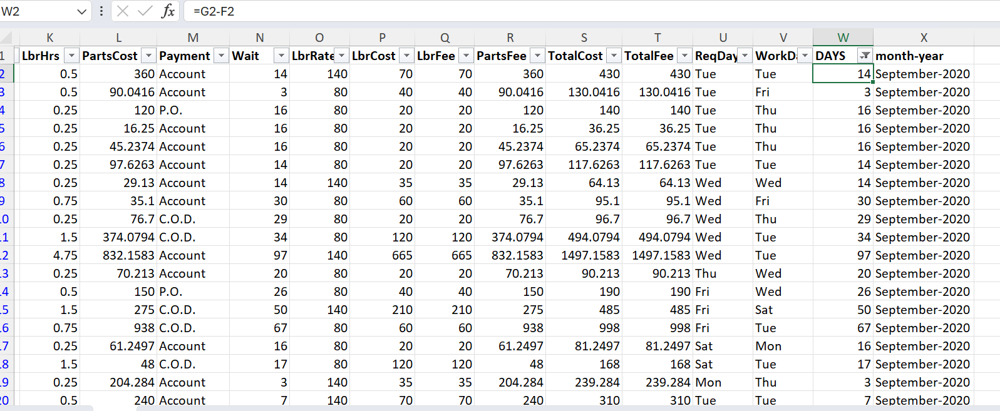 W2 fx =G2-F2
K L M N O P Q R S T U V W X
1 LbrHrs PartsCost Payment Wait LbrRate LbrCost LbrFee PartsFee TotalCost TotalFee ReqDay WorkDa DAYS month-year
2 0.5 360 Account 14 140 70 70 360 430 430 Tue Tue 14 September-2020
3 0.5 90.0416 Account 3 80 40 40 90.0416 130.0416 130.0416 Tue Fri 3 September-2020
4 0.25 120 P.O. 16 80 20 20 120 140 140 Tue Thu 16 September-2020
5 0.25 16.25 Account 16 80 20 20 16.25 36.25 36.25 Tue Thu 16 September-2020
6 0.25 45.2374 Account 16 80 20 20 45.2374 65.2374 65.2374 Tue Thu 16 September-2020
7 0.25 97.6263 Account 14 80 20 20 97.6263 117.6263 117.6263 Tue Tue 14 September-2020
8 0.25 29.13 Account 14 140 35 35 29.13 64.13 64.13 Wed Wed 14 September-2020
9 0.75 35.1 Account 30 80 60 60 35.1 95.1 95.1 Wed Fri 30 September-2020
10 0.25 76.7 C.O.D. 29 80 20 20 76.7 96.7 96.7 Wed Thu 29 September-2020
11 1.5 374.0794 C.O.D. 34 80 120 120 374.0794 494.0794 494.0794 Wed Tue 34 September-2020
12 4.75 832.1583 Account 97 140 665 665 832.1583 1497.1583 1497.1583 Wed Tue 97 September-2020
13 0.25 70.213 Account 20 80 20 20 70.213 90.213 90.213 Thu Wed 20 September-2020
14 0.5 150 P.O. 26 80 40 40 150 190 190 Fri Wed 26 September-2020
15 1.5 275 C.O.D. 50 140 210 210 275 485 485 Fri Sat 50 September-2020
16 0.75 938 C.O.D. 67 80 60 60 938 998 998 Fri Tue 67 September-2020
17 0.25 61.2497 Account 16 80 20 20 61.2497 81.2497 81.2497 Sat Mon 16 September-2020
18 1.5 48 C.O.D. 17 80 120 120 48 168 168 Sat Tue 17 September-2020
19 0.25 204.284 Account 3 140 35 35 204.284 239.284 239.284 Mon Thu 3 September-2020
20 0.5 240 Account 7 140 70 70 240 310 310 Tue Tue 7 September-2020